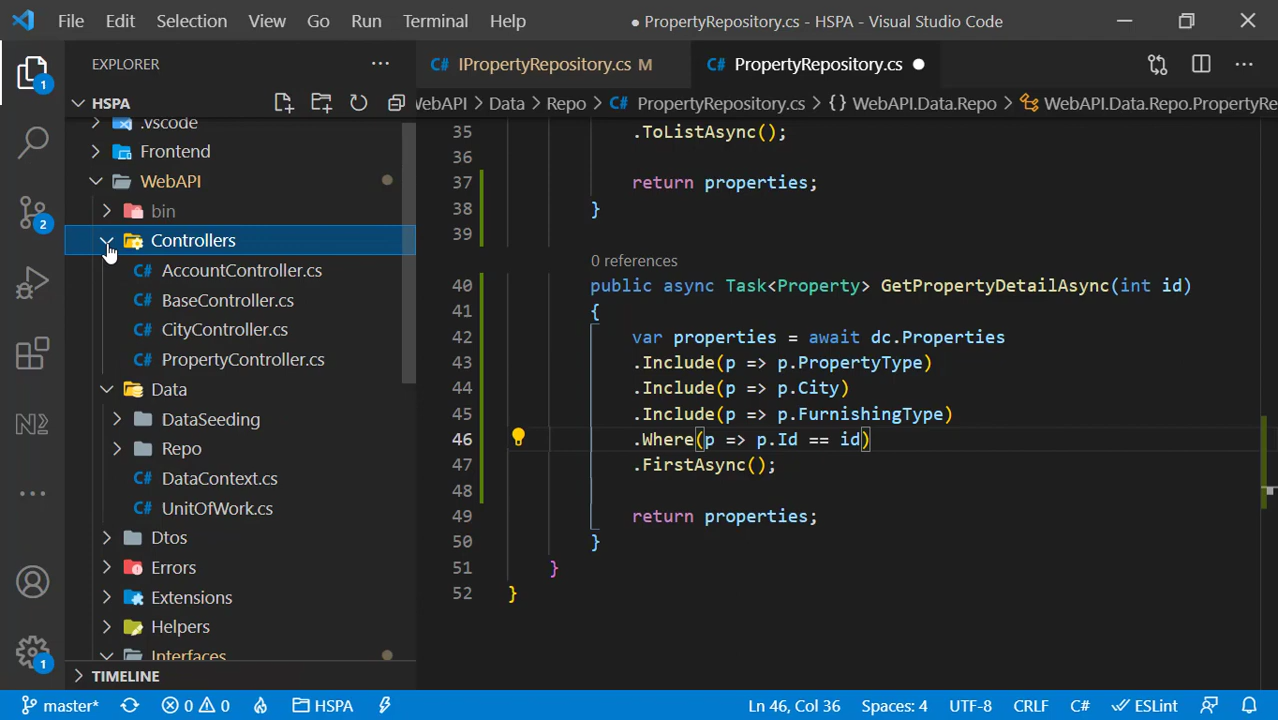 File Edit Selection View Go Run Terminal Help ● PropertyRepository.cs - HSPA - Visual Studio Code
EXPLORER ...
C# IPropertyRepository.cs M
C# PropertyRepository.cs ●
HSPA
WebAPI > Data > Repo > C# PropertyRepository.cs > {} WebAPI.Data.Repo > WebAPI.Data.Repo.PropertyRe
.vscode
Frontend
WebAPI
bin
Controllers
C# AccountController.cs
C# BaseController.cs
C# CityController.cs
C# PropertyController.cs
Data
DataSeeding
Repo
C# DataContext.cs
C# UnitOfWork.cs
Dtos
Errors
Extensions
Helpers
Interfaces
TIMELINE
1
2
1
35 .ToListAsync();
36
37 return properties;
38 }
39
0 references
40 public async Task<Property> GetPropertyDetailAsync(int id)
41 {
42 var properties = await dc.Properties
43 .Include(p => p.PropertyType)
44 .Include(p => p.City)
45 .Include(p => p.FurnishingType)
46 .Where(p => p.Id == id)
47 .FirstAsync();
48
49 return properties;
50 }
51 }
52 }
master* 0 0 HSPA Ln 46, Col 36 Spaces: 4 UTF-8 CRLF C# ESLint